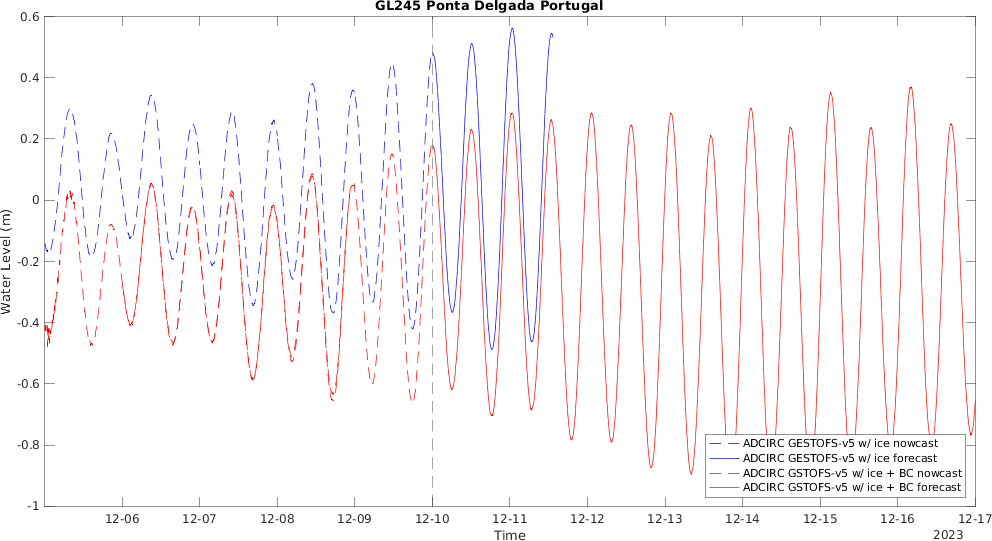 GL245 Ponta Delgada Portugal
0.6
0.4
0.2
0
-0.2
-0.4
-0.6
-0.8
-1
Water Level (m)
ADCIRC GESTOFS-v5 w/ ice nowcast
ADCIRC GESTOFS-v5 w/ ice forecast
ADCIRC GSTOFS-v5 w/ ice + BC nowcast
ADCIRC GSTOFS-v5 w/ ice + BC forecast
12-06 12-07 12-08 12-09 12-10 12-11 12-12 12-13 12-14 12-15 12-16 12-17
Time
2023